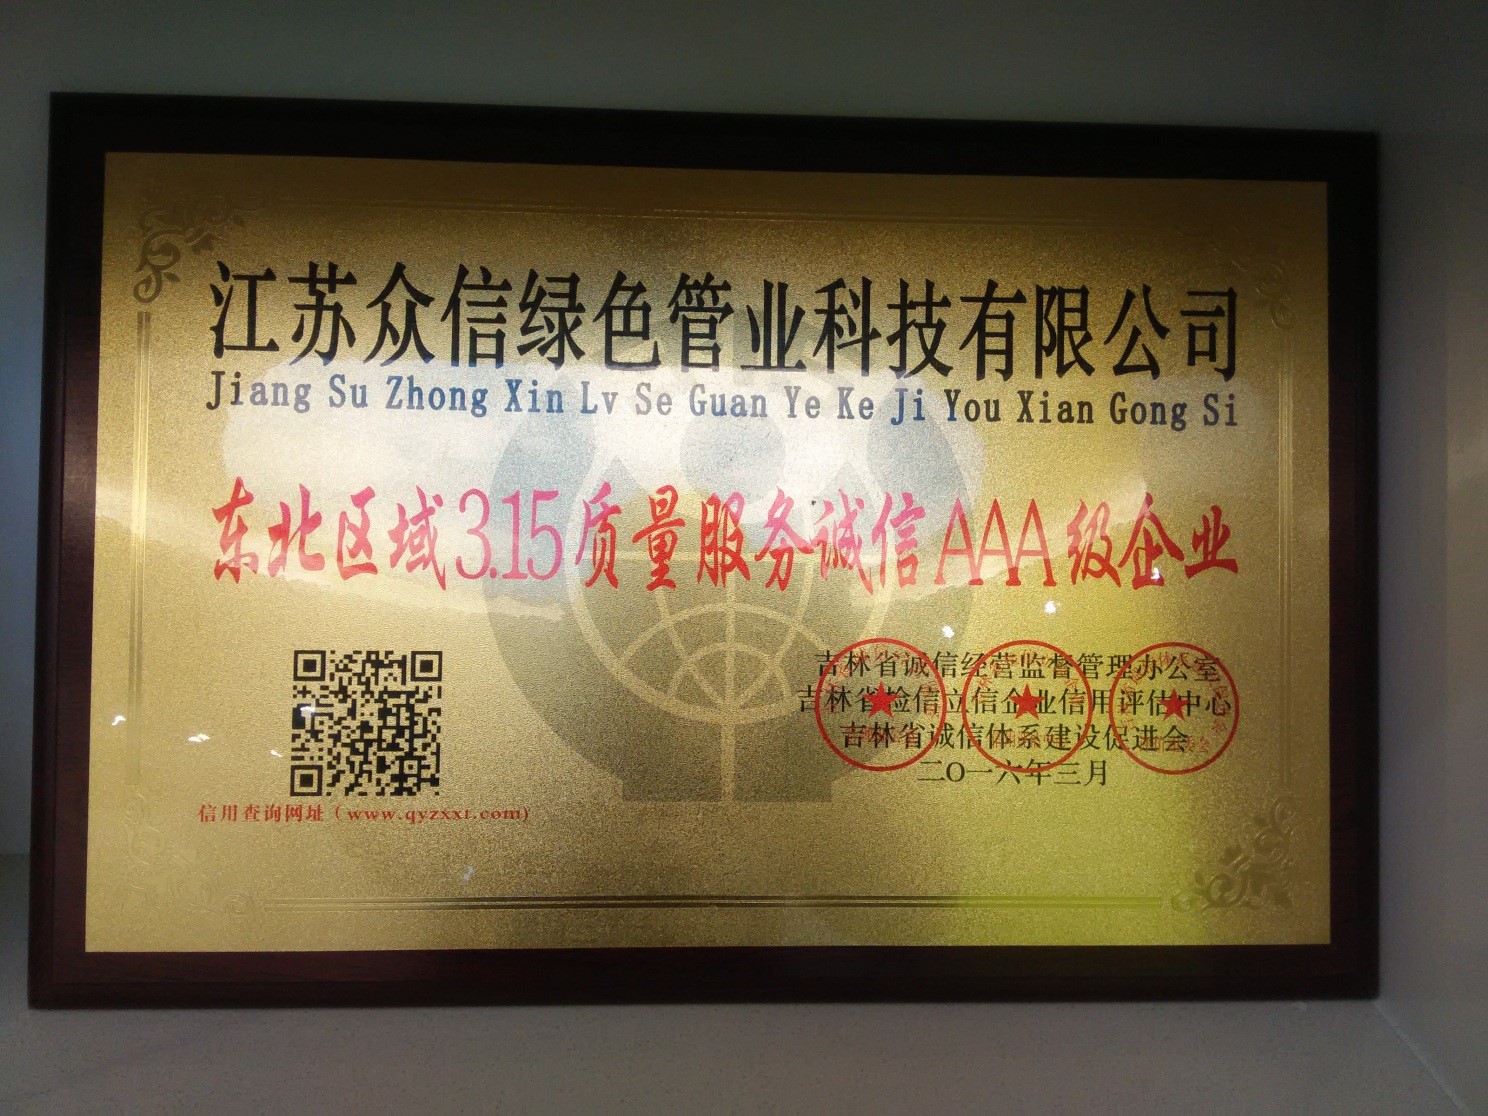 江苏众信绿色管业科技有限公司
Jiang Su Zhong Xin Lv Se Guan Ye Ke Ji You Xian Gong Si
东北区域3.15质量服务诚信AAA级企业
吉林省诚信经营监督管理办公室
吉林省检信立信企业信用评估中心
吉林省诚信体系建设促进会
二〇一六年三月
信用查询网址（www.qyzxxt.com）